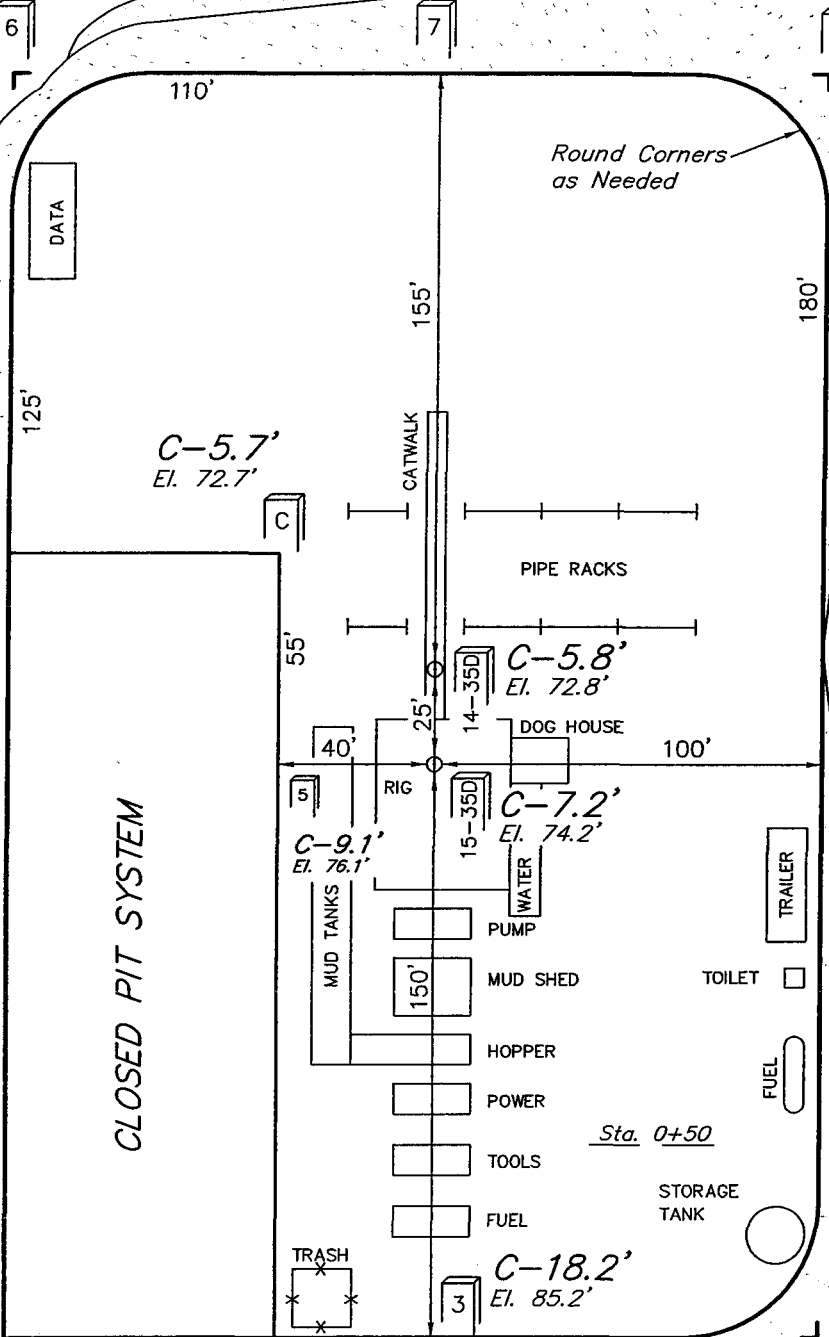 6
7
110'
Round Corners
as Needed
DATA
155'
180'
125'
CATWALK
C-5.7'
El. 72.7'
C
PIPE RACKS
55'
14-35D
C-5.8'
El. 72.8'
25'
DOG HOUSE
40'
100'
5
RIG
15-35D
C-7.2'
El. 74.2'
C-9.1'
El. 76.1'
MUD TANKS
WATER
TRAILER
CLOSED PIT SYSTEM
PUMP
150'
MUD SHED
TOILET
HOPPER
FUEL
POWER
Sta. 0+50
TOOLS
STORAGE
TANK
FUEL
TRASH
C-18.2'
El. 85.2'
3